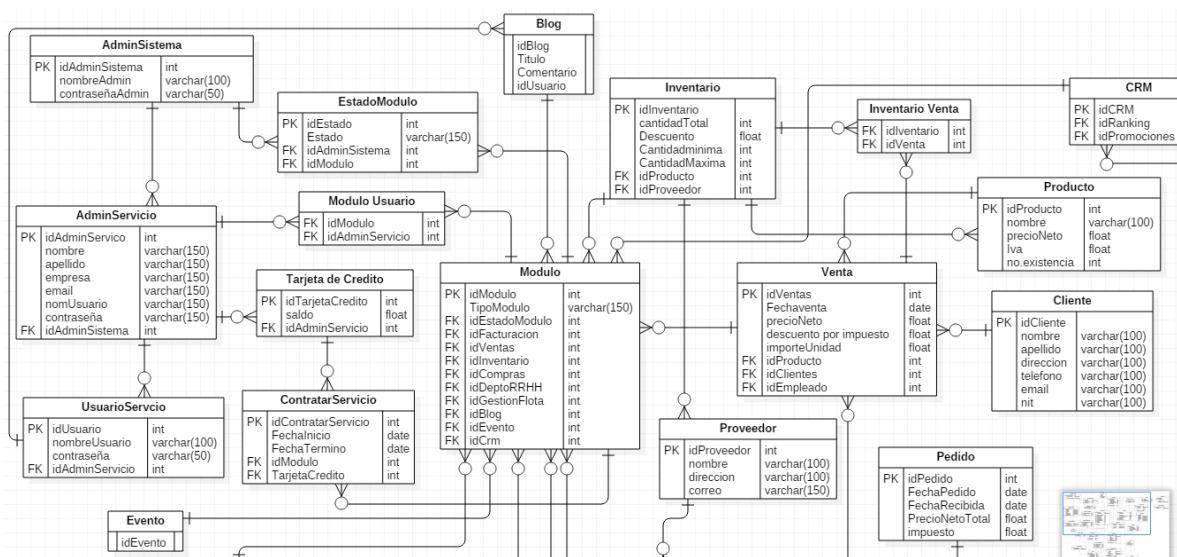 Blog
idBlog
Titulo
Comentario
idUsuario
AdminSistema
PK idAdminSistema int
nombreAdmin varchar(100)
contraseñaAdmin varchar(50)
EstadoModulo
PK idEstado int
Estado varchar(150)
FK idAdminSistema int
FK idModulo int
Inventario
PK idInventario
cantidadTotal int
Descuento float
Cantidadminima int
CantidadMaxima int
FK idProducto int
FK idProveedor int
Inventario Venta
FK idIventario int
FK idVenta int
CRM
PK idCRM
FK idRanking
FK idPromociones
AdminServicio
PK idAdminServico int
nombre varchar(150)
apellido varchar(150)
empresa varchar(150)
email varchar(150)
nomUsuario varchar(150)
contraseña varchar(150)
FK idAdminSistema int
Modulo Usuario
FK idModulo int
FK idAdminServicio int
Producto
PK idProducto int
nombre varchar(100)
precioNeto float
Iva float
no.existencia int
Tarjeta de Credito
PK idTarjetaCredito int
saldo float
FK idAdminServicio int
Modulo
PK idModulo int
TipoModulo varchar(150)
FK idEstadoModulo int
FK idFacturacion int
FK idVentas int
FK idInventario int
FK idCompras int
FK idDeptoRRHH int
FK idGestionFlota int
FK idBlog int
FK idEvento int
FK idCrm int
Venta
PK idVentas int
Fechaventa date
precioNeto float
descuento por impuesto float
importeUnidad float
FK idProducto int
FK idClientes int
FK idEmpleado int
Cliente
PK idCliente
nombre varchar(100)
apellido varchar(100)
direccion varchar(100)
telefono varchar(100)
email varchar(100)
nit varchar(100)
UsuarioServcio
PK idUsuario int
nombreUsuario varchar(100)
contraseña varchar(50)
FK idAdminServicio int
ContratarServicio
PK idContratarServicio int
FechaInicio date
FechaTermino date
FK idModulo int
FK TarjetaCredito int
Proveedor
PK idProveedor int
nombre varchar(100)
direccion varchar(100)
correo varchar(150)
Pedido
PK idPedido int
FechaPedido date
FechaRecibida date
PrecioNetoTotal float
impuesto float
Evento
idEvento